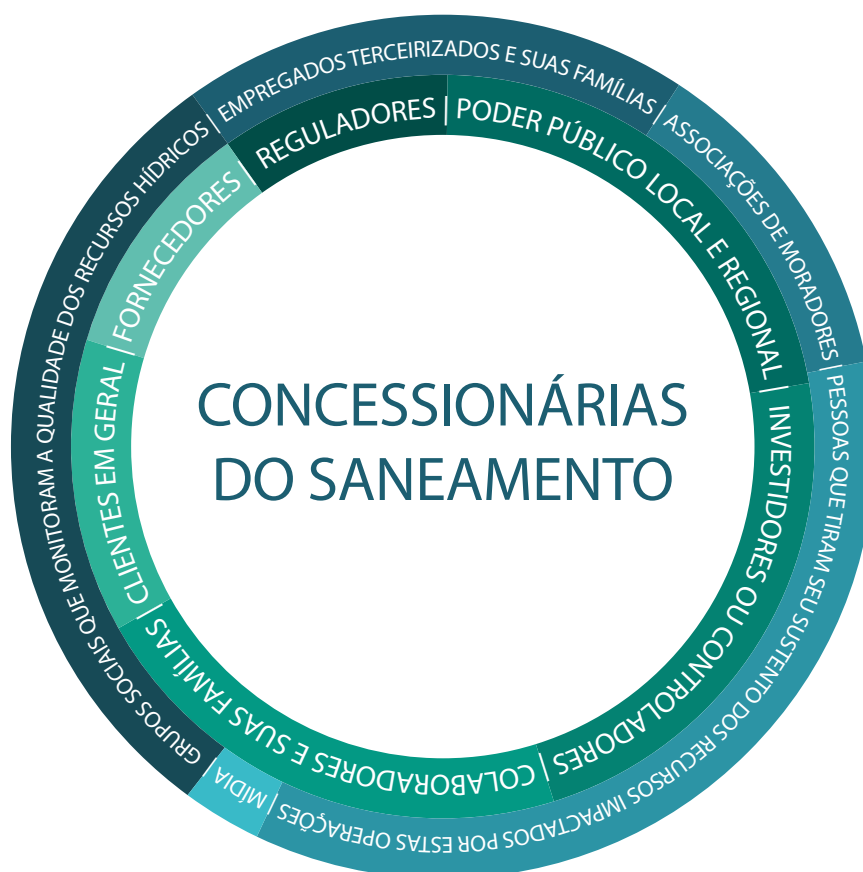 EMPREGADOS TERCEIRIZADOS E SUAS FAMÍLIAS |
ASSOCIAÇÕES DE MORADORES |
PESSOAS QUE TIRAM SEU SUSTENTO DOS RECURSOS IMPACTADOS POR ESTAS OPERAÇÕES |
MÍDIA |
GRUPOS SOCIAIS QUE MONITORAM A QUALIDADE DOS RECURSOS HÍDRICOS |
REGULADORES |
PODER PÚBLICO LOCAL E REGIONAL |
INVESTIDORES OU CONTROLADORES |
COLABORADORES E SUAS FAMÍLIAS |
CLIENTES EM GERAL |
FORNECEDORES |
CONCESSIONÁRIAS
DO SANEAMENTO